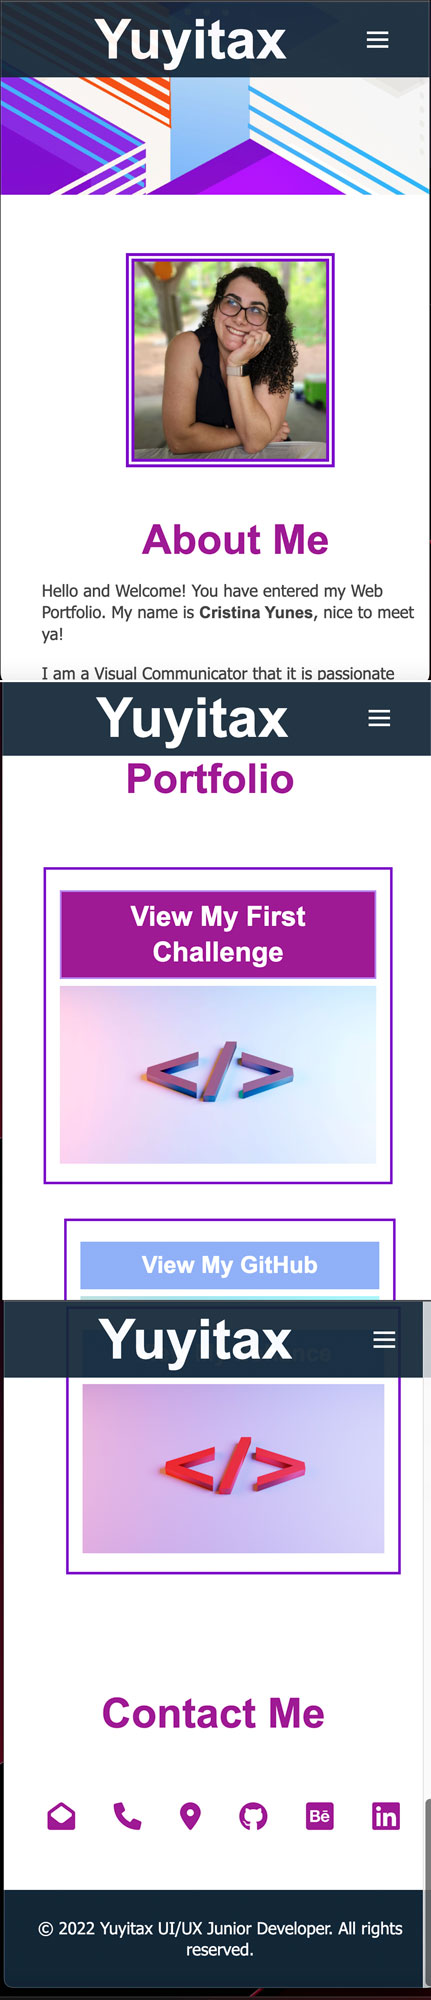 Yuyitax
About Me
Hello and Welcome! You have entered my Web
Portfolio. My name is Cristina Yunes, nice to meet
ya!
I am a Visual Communicator that it is passionate
Yuyitax
Portfolio
View My First
Challenge
</>
View My GitHub
Yuyitax
</>
Contact Me
Bē
in
© 2022 Yuyitax UI/UX Junior Developer. All rights
reserved.